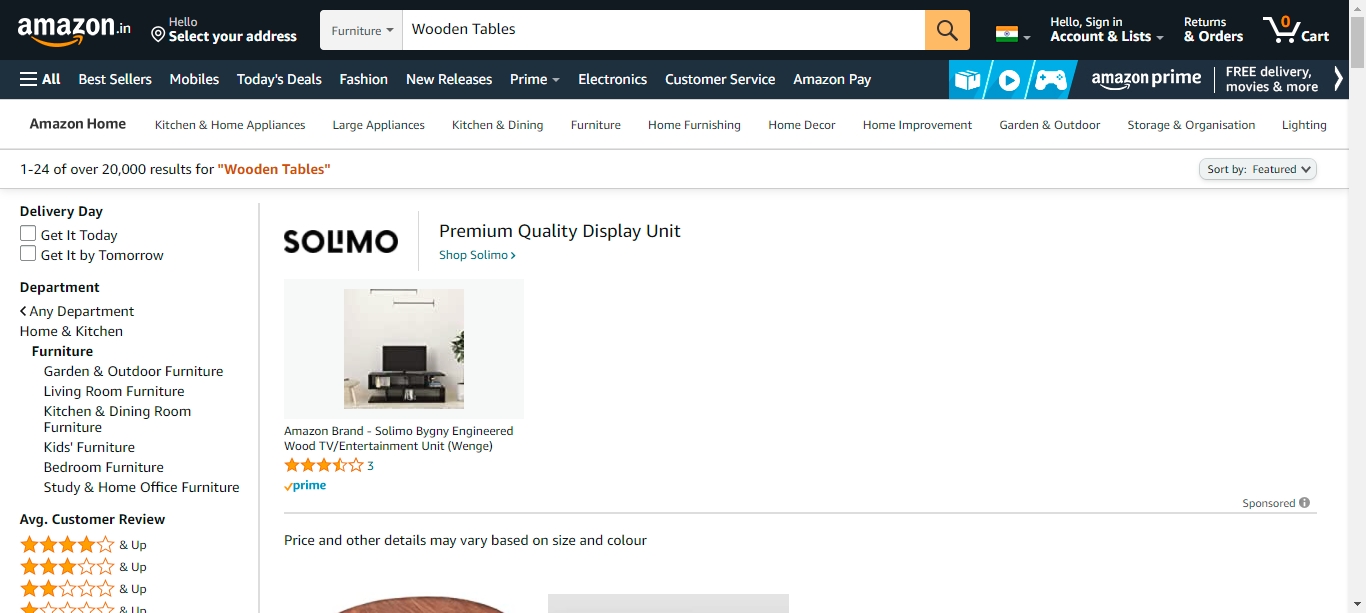 amazon.in
Hello
Select your address
Furniture
Wooden Tables
Hello, Sign in
Account & Lists
Returns
& Orders
0
Cart
All
Best Sellers
Mobiles
Today's Deals
Fashion
New Releases
Prime
Electronics
Customer Service
Amazon Pay
amazon prime
FREE delivery,
movies & more
Amazon Home
Kitchen & Home Appliances
Large Appliances
Kitchen & Dining
Furniture
Home Furnishing
Home Decor
Home Improvement
Garden & Outdoor
Storage & Organisation
Lighting
1-24 of over 20,000 results for "Wooden Tables"
Sort by: Featured
Delivery Day
Get It Today
Get It by Tomorrow
Department
Any Department
Home & Kitchen
Furniture
Garden & Outdoor Furniture
Living Room Furniture
Kitchen & Dining Room
Furniture
Kids' Furniture
Bedroom Furniture
Study & Home Office Furniture
Avg. Customer Review
& Up
& Up
& Up
& Up
SOLIMO
Premium Quality Display Unit
Shop Solimo ›
Amazon Brand - Solimo Bygny Engineered
Wood TV/Entertainment Unit (Wenge)
3
prime
Sponsored
Price and other details may vary based on size and colour